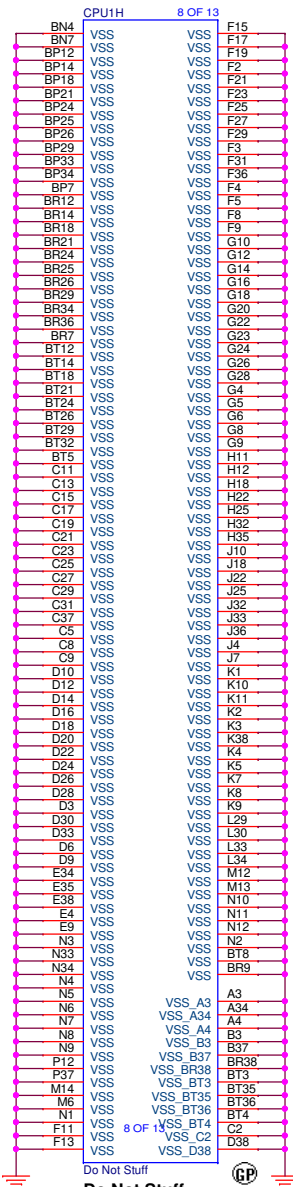 CPU1H 8 OF 13
BN4 VSS VSS F15
BN7 VSS VSS F17
BP12 VSS VSS F19
BP14 VSS VSS F2
BP18 VSS VSS F21
BP21 VSS VSS F23
BP24 VSS VSS F25
BP25 VSS VSS F27
BP26 VSS VSS F29
BP29 VSS VSS F3
BP33 VSS VSS F31
BP34 VSS VSS F36
BP7 VSS VSS F4
BR12 VSS VSS F5
BR14 VSS VSS F8
BR18 VSS VSS F9
BR21 VSS VSS G10
BR24 VSS VSS G12
BR25 VSS VSS G14
BR26 VSS VSS G16
BR29 VSS VSS G18
BR34 VSS VSS G20
BR36 VSS VSS G22
BR7 VSS VSS G23
BT12 VSS VSS G24
BT14 VSS VSS G26
BT18 VSS VSS G28
BT21 VSS VSS G4
BT24 VSS VSS G5
BT26 VSS VSS G6
BT29 VSS VSS G8
BT32 VSS VSS G9
BT5 VSS VSS H11
C11 VSS VSS H12
C13 VSS VSS H18
C15 VSS VSS H22
C17 VSS VSS H25
C19 VSS VSS H32
C21 VSS VSS H35
C23 VSS VSS J10
C25 VSS VSS J18
C27 VSS VSS J22
C29 VSS VSS J25
C31 VSS VSS J32
C37 VSS VSS J33
C5 VSS VSS J36
C8 VSS VSS J4
C9 VSS VSS J7
D10 VSS VSS K1
D12 VSS VSS K10
D14 VSS VSS K11
D16 VSS VSS K2
D18 VSS VSS K3
D20 VSS VSS K38
D22 VSS VSS K4
D24 VSS VSS K5
D26 VSS VSS K7
D28 VSS VSS K8
D3 VSS VSS K9
D30 VSS VSS L29
D33 VSS VSS L30
D6 VSS VSS L33
D9 VSS VSS L34
E34 VSS VSS M12
E35 VSS VSS M13
E38 VSS VSS N10
E4 VSS VSS N11
E9 VSS VSS N12
N3 VSS VSS N2
N33 VSS VSS BT8
N34 VSS VSS BR9
N4 VSS
N5 VSS VSS_A3 A3
N6 VSS VSS_A34 A34
N7 VSS VSS_A4 A4
N8 VSS VSS_B3 B3
N9 VSS VSS_B37 B37
P12 VSS VSS_BR38 BR38
P37 VSS VSS_BT3 BT3
M14 VSS VSS_BT35 BT35
M6 VSS VSS_BT36 BT36
N1 VSS VSS_BT4 BT4
F11 VSS 8 OF 13 VSS_C2 C2
F13 VSS VSS_D38 D38
Do Not Stuff
Do Not Stuff
GP